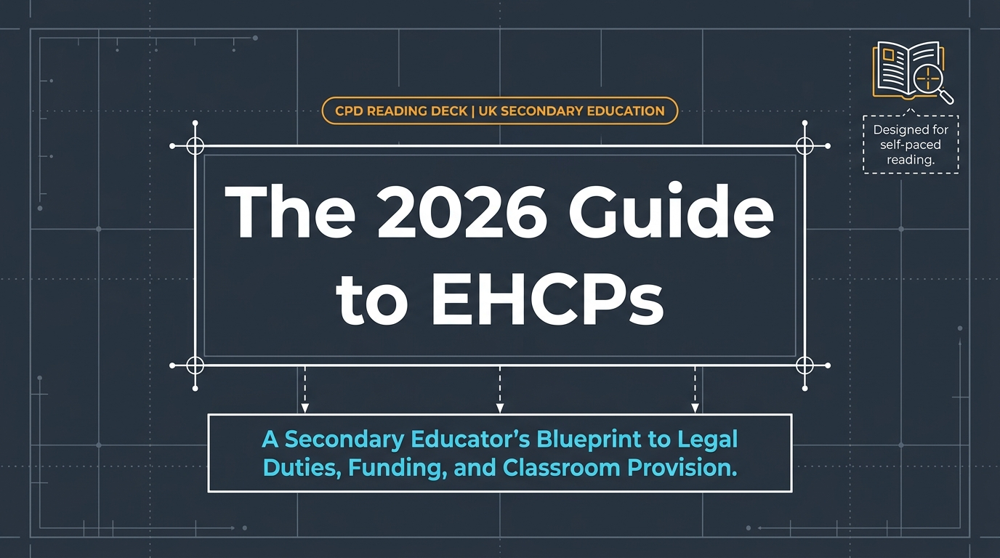 CPD READING DECK | UK SECONDARY EDUCATION
Designed for
self-paced
reading.
The 2026 Guide
to EHCPs
A Secondary Educator’s Blueprint to Legal
Duties, Funding, and Classroom Provision.